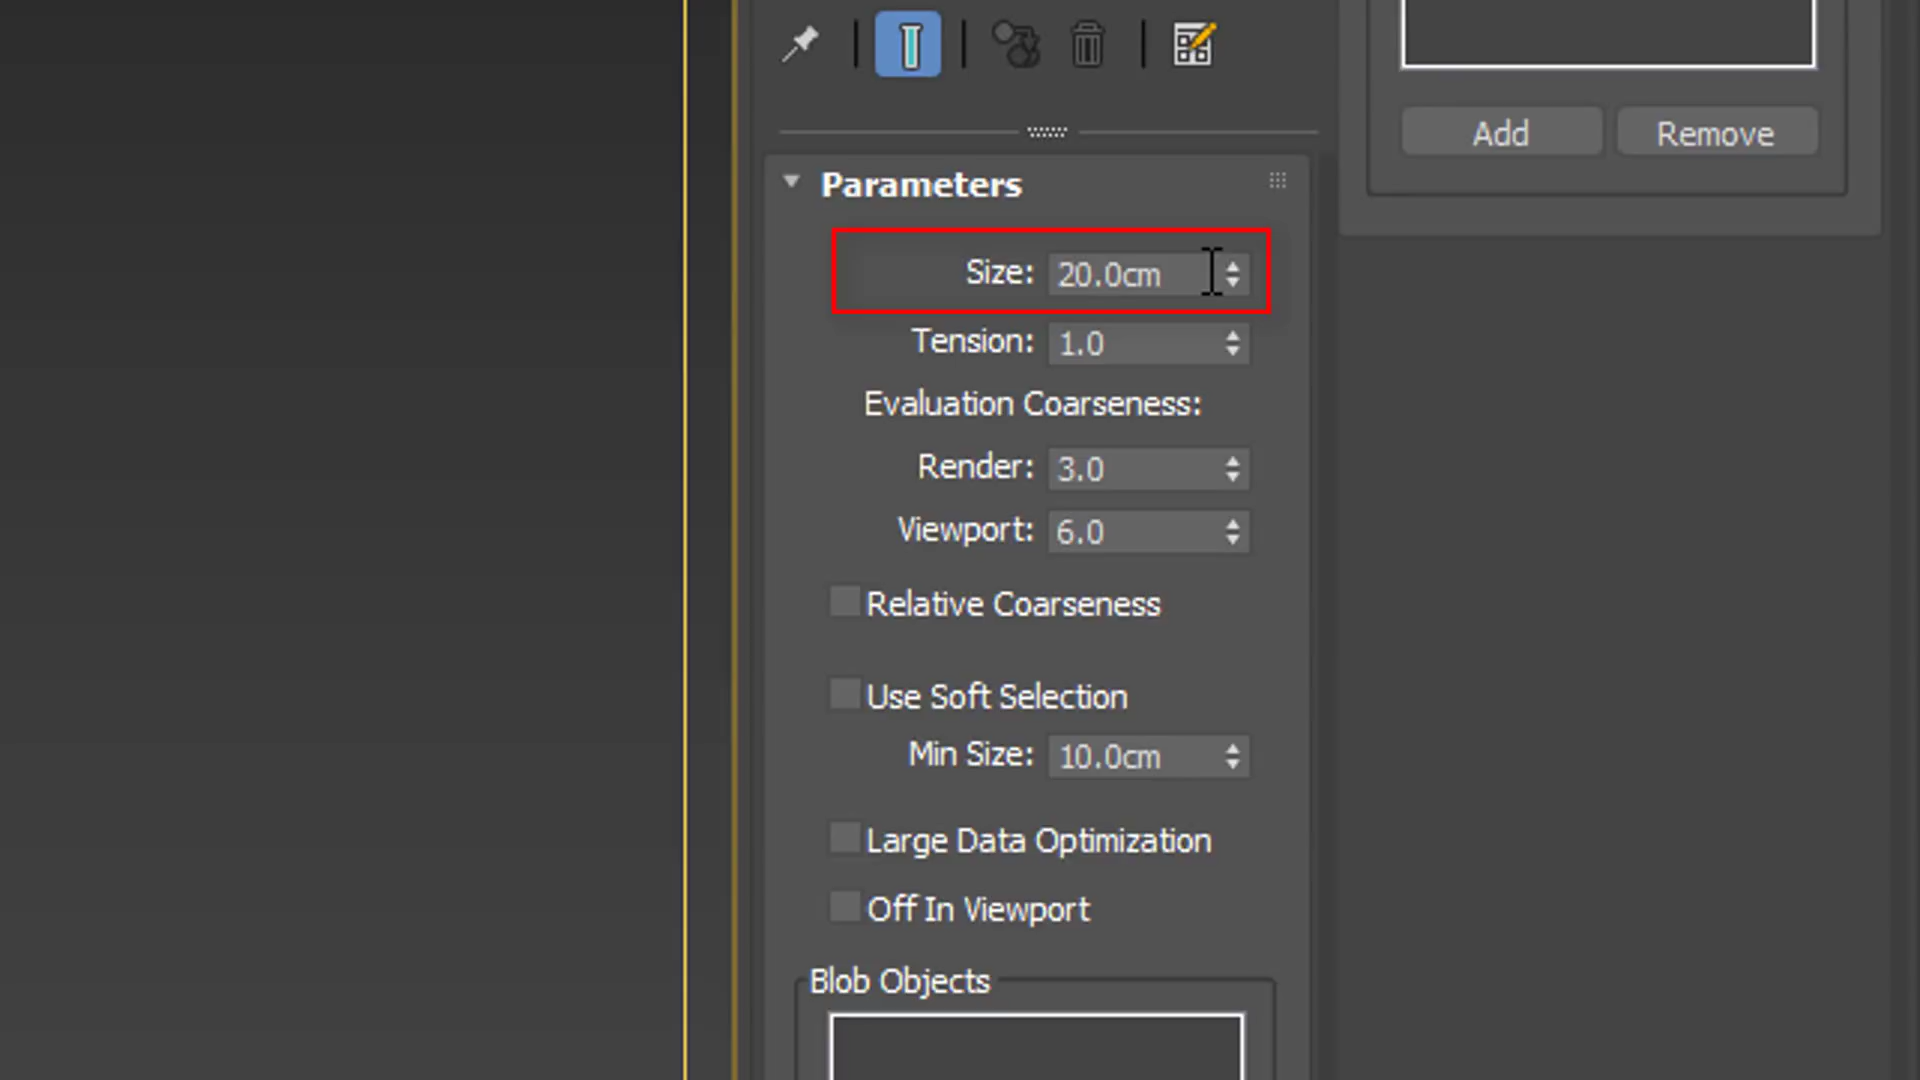 Add
Remove
Parameters
Size: 20.0cm
Tension: 1.0
Evaluation Coarseness:
Render: 3.0
Viewport: 6.0
Relative Coarseness
Use Soft Selection
Min Size: 10.0cm
Large Data Optimization
Off In Viewport
Blob Objects